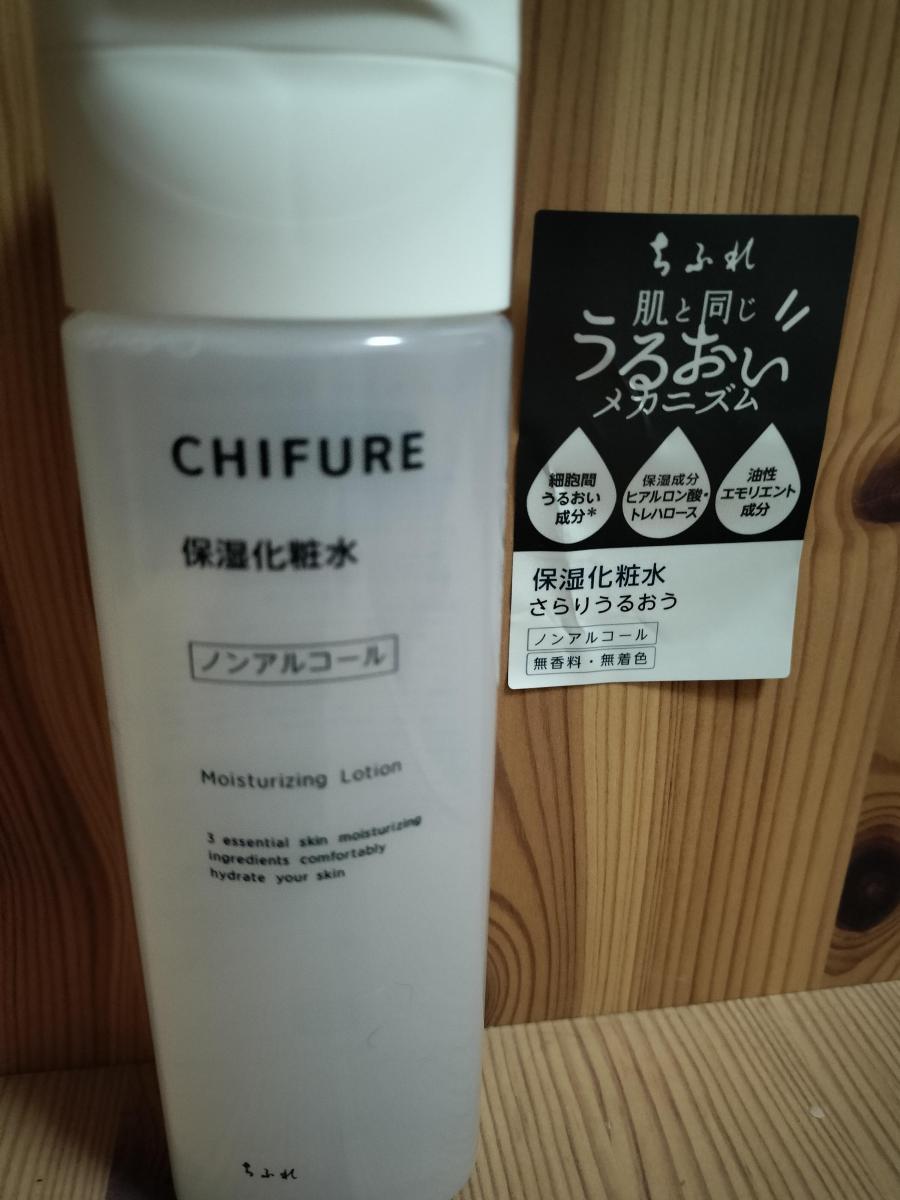 CHIFURE
保湿化粧水
ノンアルコール
Moisturizing Lotion
3 essential skin moisturizing
ingredients comfortably
hydrate your skin
ちふれ
ちふれ
肌と同じ
うるおい
メカニズム
細胞間
うるおい
成分*
保湿成分
ヒアルロン酸・
トレハロース
油性
エモリエント
成分
保湿化粧水
さらりうるおう
ノンアルコール
無香料・無着色